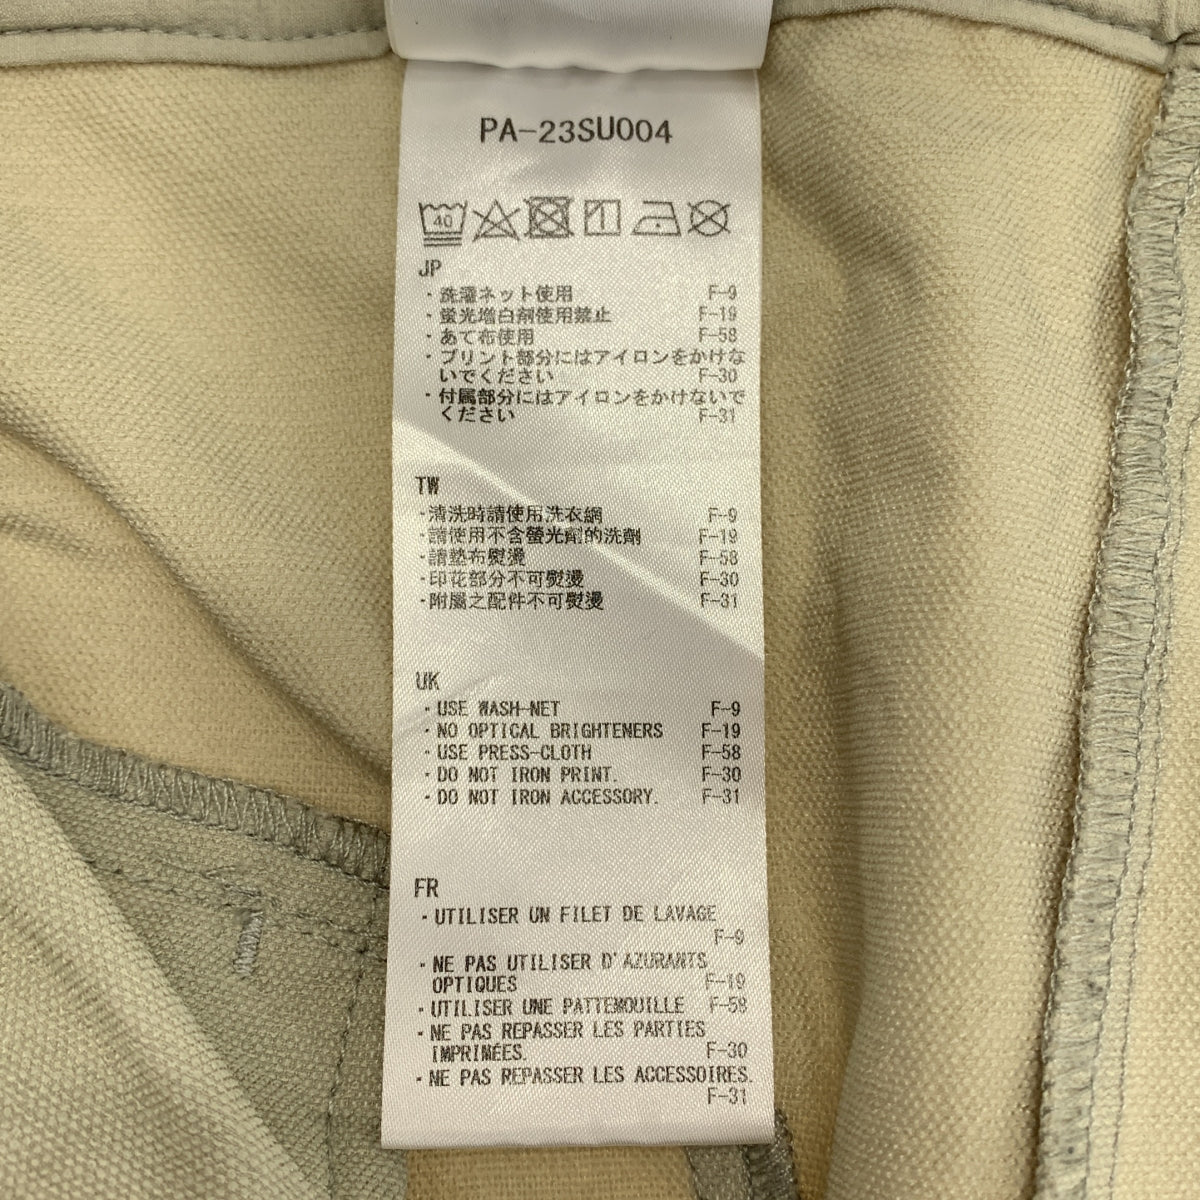 PA-23SU004
40
JP
・洗濯ネット使用 F-9
・蛍光増白剤使用禁止 F-19
・あて布使用 F-58
・プリント部分にはアイロンをかけな
いでください F-30
・付属部分にはアイロンをかけないで
ください F-31
TW
・清洗時請使用洗衣網 F-9
・請使用不含螢光劑的洗劑 F-19
・請墊布熨燙 F-58
・印花部分不可熨燙 F-30
・附屬之配件不可熨燙 F-31
UK
・USE WASH-NET F-9
・NO OPTICAL BRIGHTENERS F-19
・USE PRESS-CLOTH F-58
・DO NOT IRON PRINT. F-30
・DO NOT IRON ACCESSORY. F-31
FR
・UTILISER UN FILET DE LAVAGE
F-9
・NE PAS UTILISER D'AZURANTS
OPTIQUES F-19
・UTILISER UNE PATTEMOUILLE F-58
・NE PAS REPASSER LES PARTIES
IMPRIMÉES. F-30
・NE PAS REPASSER LES ACCESSOIRES.
F-31